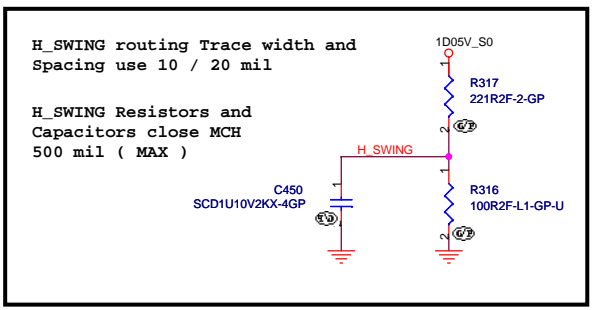 H_SWING routing Trace width and
Spacing use 10 / 20 mil
H_SWING Resistors and
Capacitors close MCH
500 mil ( MAX )
1D05V_S0
1
R317
221R2F-2-GP
2
G/P
H_SWING
1
C450
SCD1U10V2KX-4GP
1
R316
100R2F-L1-GP-U
2
G/P